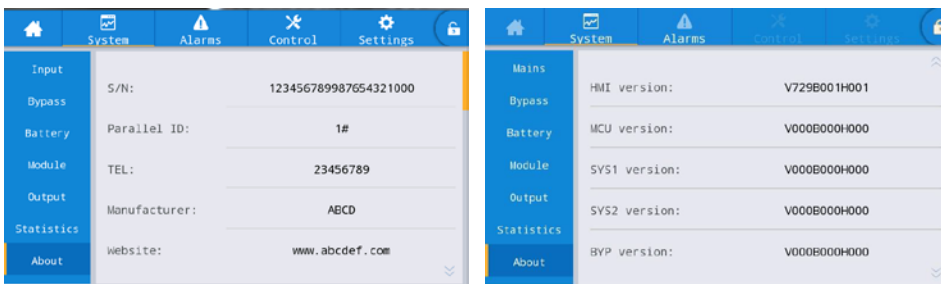 System Alarms Control Settings
Input
Bypass
Battery
Module
Output
Statistics
About
S/N: 123456789987654321000
Parallel ID: 1#
TEL: 23456789
Manufacturer: ABCD
Website: www.abcdef.com
System Alarms Control Settings
Mains
Bypass
Battery
Module
Output
Statistics
About
HMI version: V729B001H001
MCU version: V000B000H000
SYS1 version: V000B000H000
SYS2 version: V000B000H000
BYP version: V000B000H000